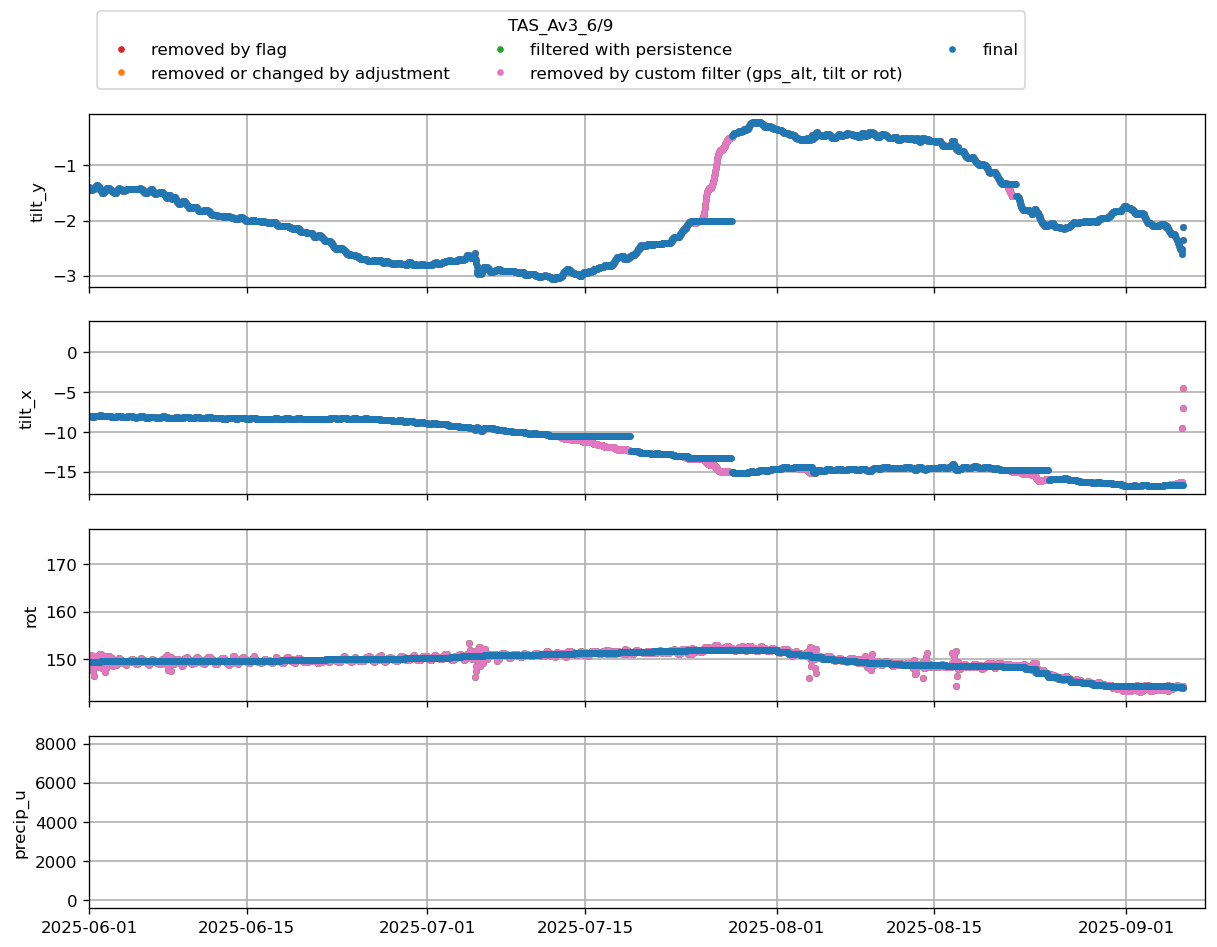 TAS_Av3_6/9
removed by flag
filtered with persistence
final
removed or changed by adjustment
removed by custom filter (gps_alt, tilt or rot)
−1
−2
−3
tilt_y
0
−5
−10
−15
tilt_x
170
160
150
rot
8000
6000
4000
2000
0
precip_u
2025-06-01
2025-06-15
2025-07-01
2025-07-15
2025-08-01
2025-08-15
2025-09-01